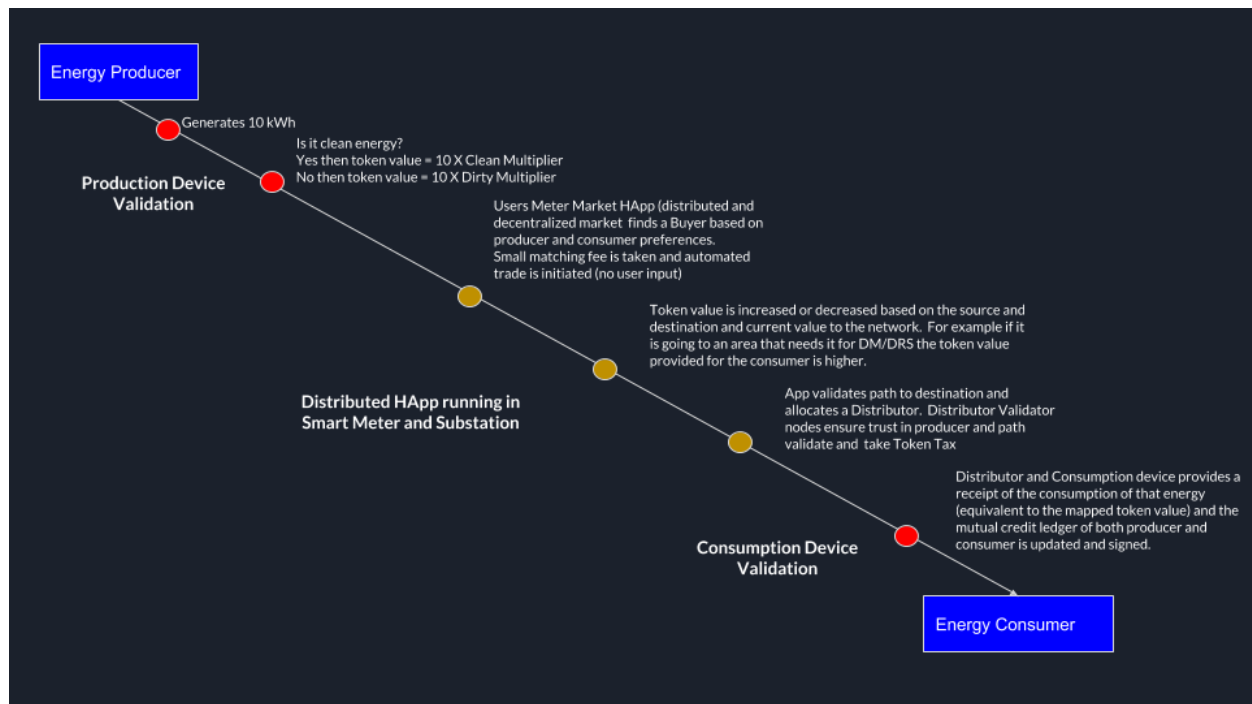 Energy Producer
Generates 10 kWh
Is it clean energy?
Yes then token value = 10 X Clean Multiplier
No then token value = 10 X Dirty Multiplier
Production Device
Validation
Users Meter Market HApp (distributed and
decentralized market  finds a Buyer based on
producer and consumer preferences.
Small matching fee is taken and automated
trade is initiated (no user input)
Token value is increased or decreased based on the source and
destination and current value to the network.  For example if it
is going to an area that needs it for DM/DRS the token value
provided for the consumer is higher.
Distributed HApp running in
Smart Meter and Substation
App validates path to destination and
allocates a Distributor.  Distributor Validator
nodes ensure trust in producer and path
validate and  take Token Tax
Distributor and Consumption device provides a
receipt of the consumption of that energy
(equivalent to the mapped token value) and the
mutual credit ledger of both producer and
consumer is updated and signed.
Consumption Device
Validation
Energy Consumer